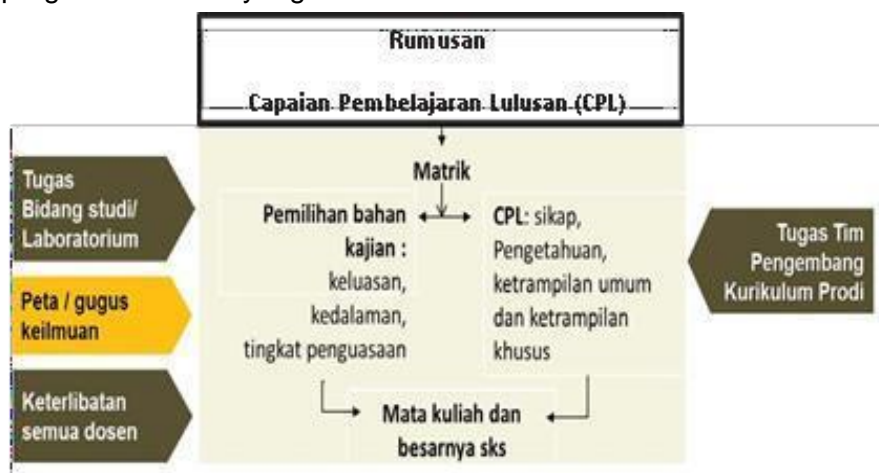 Rumusan
Capaian Pembelajaran Lulusan (CPL)
Matrik
Tugas
Bidang studi/
Laboratorium
Peta / gugus
keilmuan
Keterlibatan
semua dosen
Pemilihan bahan
kajian :
keluasan,
kedalaman,
tingkat penguasaan
CPL: sikap,
Pengetahuan,
ketrampilan umum
dan ketrampilan
khusus
Tugas Tim
Pengembang
Kurikulum Prodi
Mata kuliah dan
besarnya sks